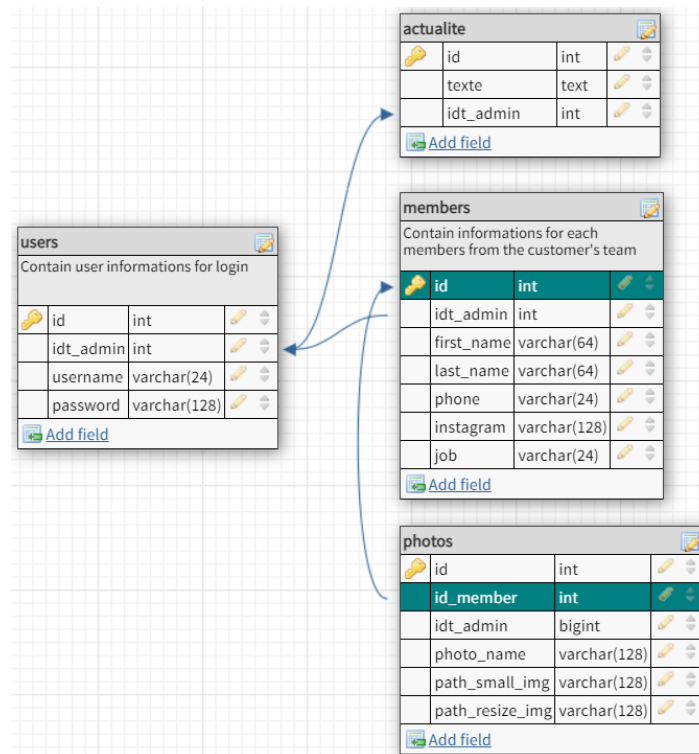 actualite
id int
texte text
idt_admin int
Add field
members
Contain informations for each
members from the customer's team
id int
idt_admin int
first_name varchar(64)
last_name varchar(64)
phone varchar(24)
instagram varchar(128)
job varchar(24)
Add field
users
Contain user informations for login
id int
idt_admin int
username varchar(24)
password varchar(128)
Add field
photos
id int
id_member int
idt_admin bigint
photo_name varchar(128)
path_small_img varchar(128)
path_resize_img varchar(128)
Add field